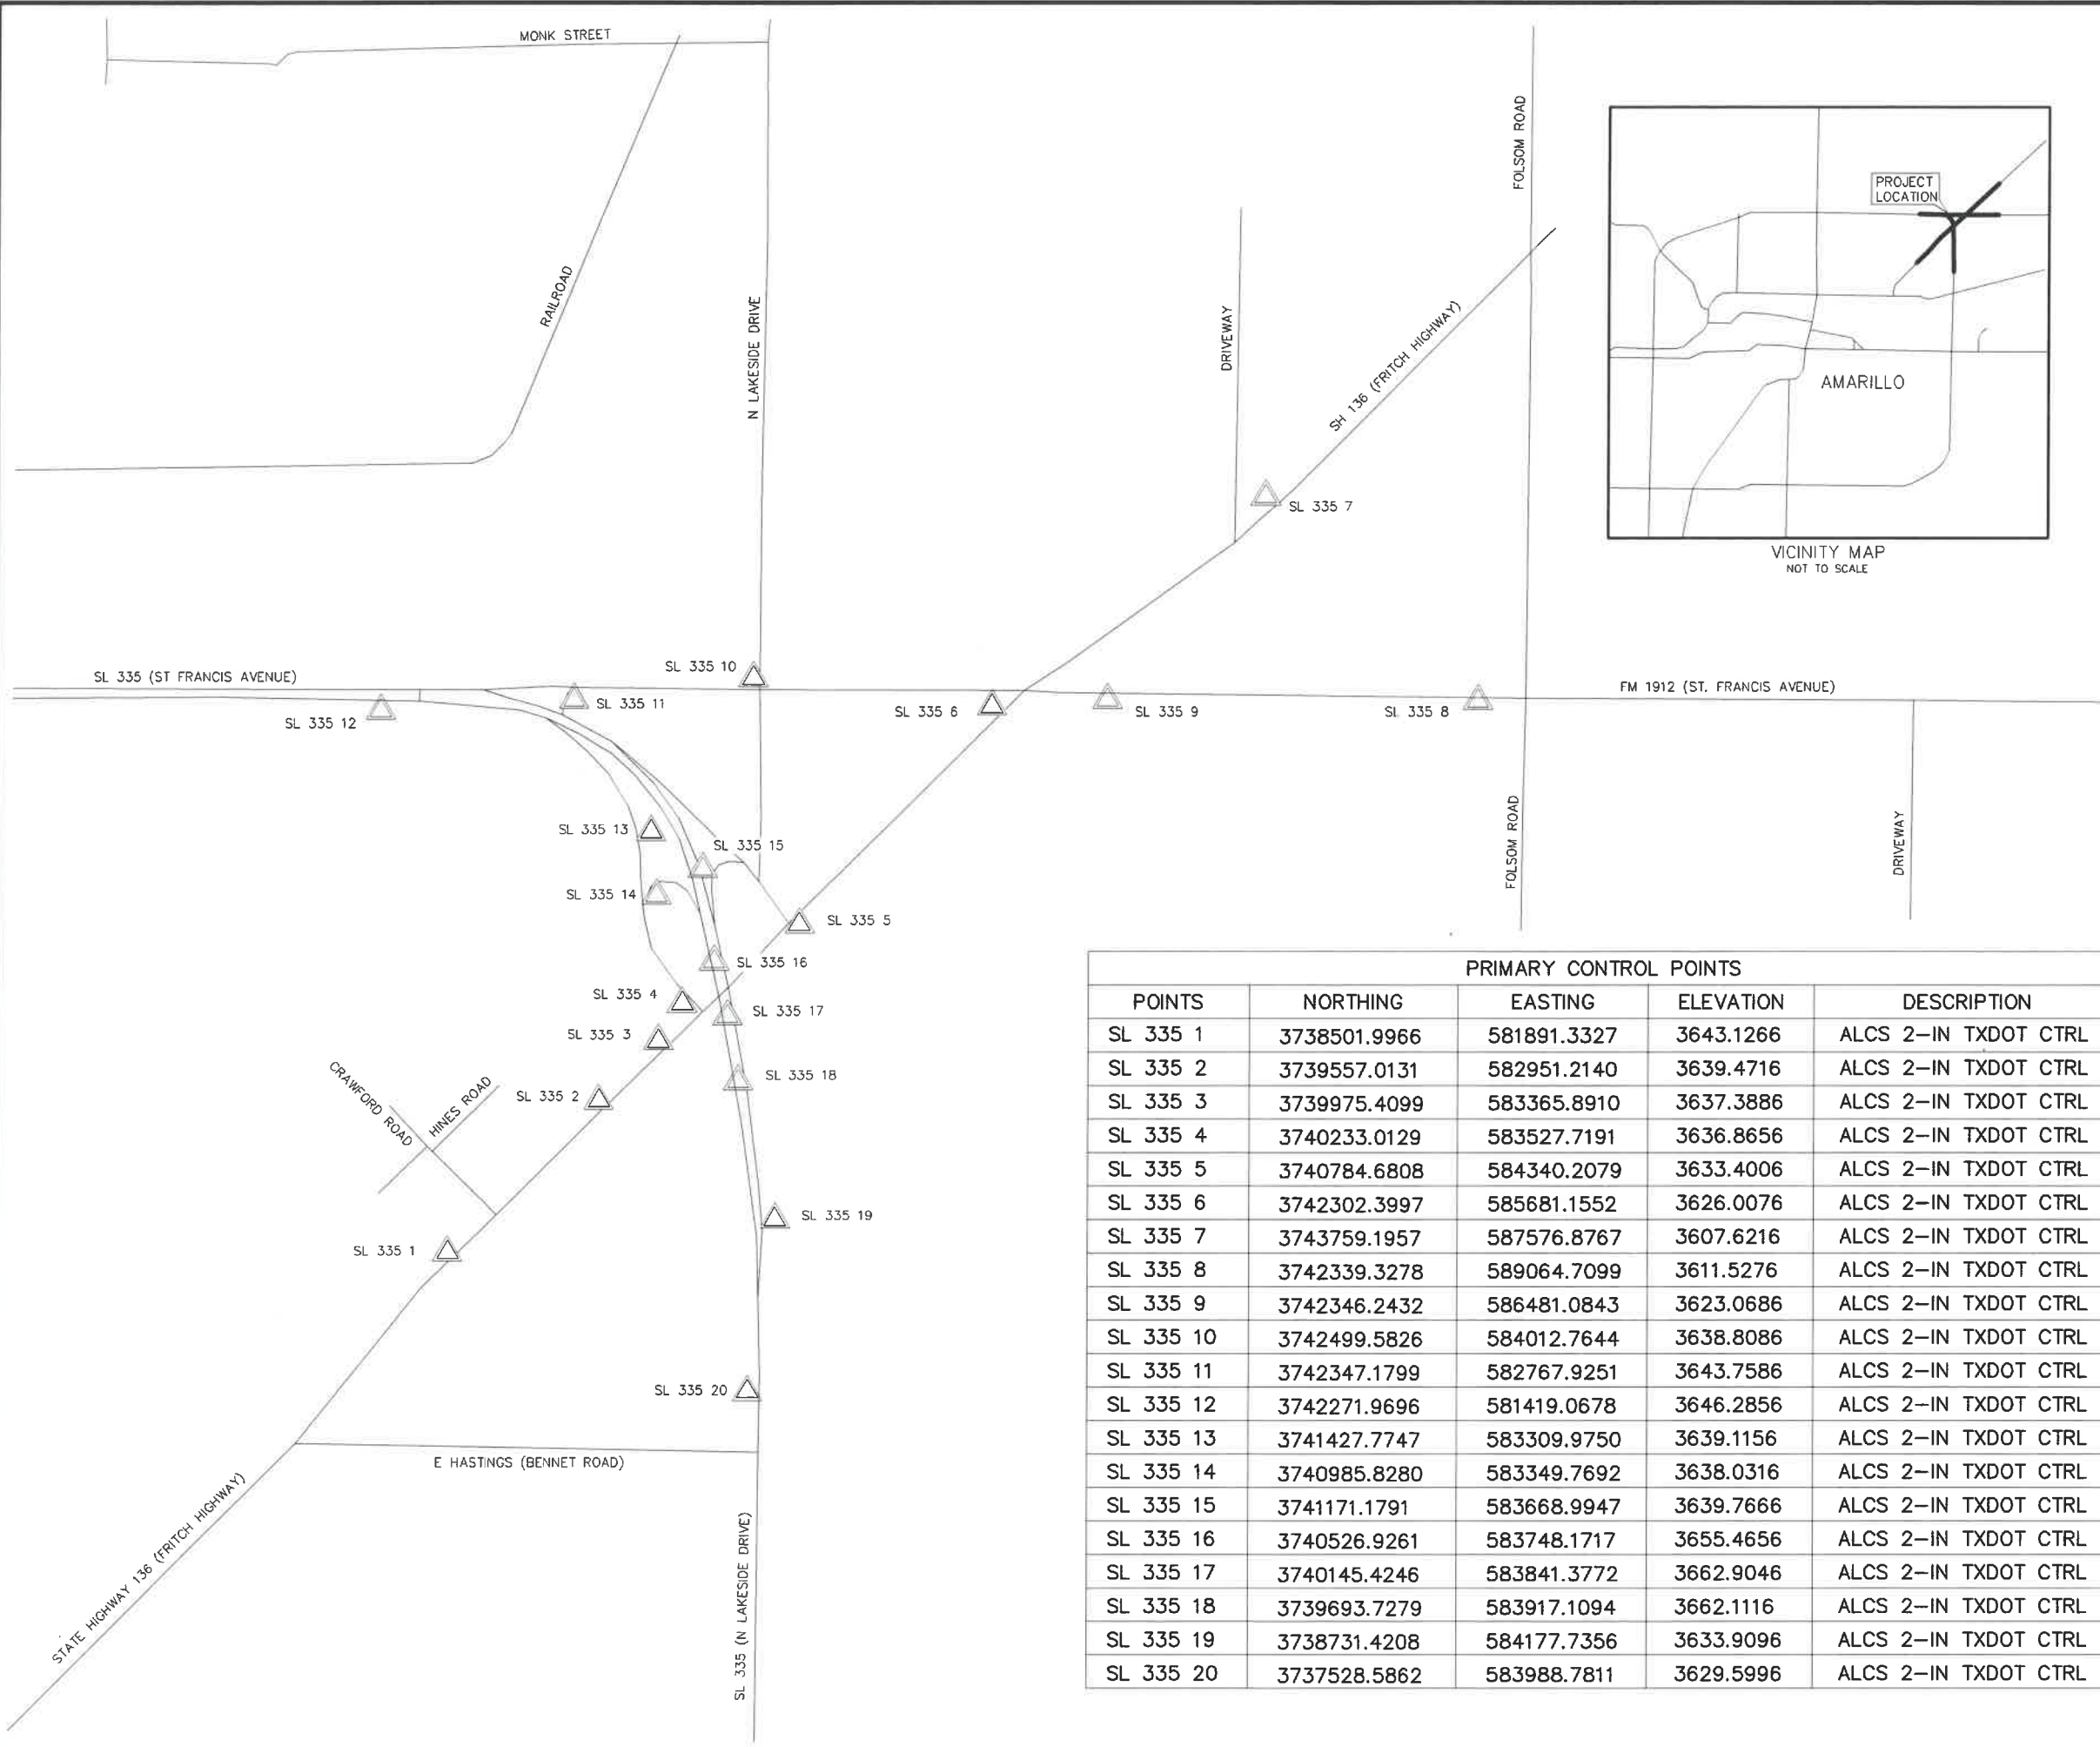 MONK STREET
FOLSOM ROAD
PROJECT
LOCATION
RAILROAD
N LAKESIDE DRIVE
DRIVEWAY
SH 136 (FRITCH HIGHWAY)
AMARILLO
SL 335 7
VICINITY MAP
NOT TO SCALE
SL 335 10
SL 335 (ST FRANCIS AVENUE)
FM 1912 (ST. FRANCIS AVENUE)
SL 335 11
SL 335 6
SL 335 9
SL 335 8
SL 335 12
SL 335 13
SL 335 15
FOLSOM ROAD
DRIVEWAY
SL 335 14
SL 335 5
SL 335 16
SL 335 4
SL 335 17
SL 335 3
SL 335 18
CRAWFORD ROAD
HINES ROAD
SL 335 2
SL 335 19
SL 335 1
SL 335 20
E HASTINGS (BENNET ROAD)
STATE HIGHWAY 136 (FRITCH HIGHWAY)
SL 335 (N LAKESIDE DRIVE)
PRIMARY CONTROL POINTS
POINTS NORTHING EASTING ELEVATION DESCRIPTION
SL 335 1 3738501.9966 581891.3327 3643.1266 ALCS 2-IN TXDOT CTRL
SL 335 2 3739557.0131 582951.2140 3639.4716 ALCS 2-IN TXDOT CTRL
SL 335 3 3739975.4099 583365.8910 3637.3886 ALCS 2-IN TXDOT CTRL
SL 335 4 3740233.0129 583527.7191 3636.8656 ALCS 2-IN TXDOT CTRL
SL 335 5 3740784.6808 584340.2079 3633.4006 ALCS 2-IN TXDOT CTRL
SL 335 6 3742302.3997 585681.1552 3626.0076 ALCS 2-IN TXDOT CTRL
SL 335 7 3743759.1957 587576.8767 3607.6216 ALCS 2-IN TXDOT CTRL
SL 335 8 3742339.3278 589064.7099 3611.5276 ALCS 2-IN TXDOT CTRL
SL 335 9 3742346.2432 586481.0843 3623.0686 ALCS 2-IN TXDOT CTRL
SL 335 10 3742499.5826 584012.7644 3638.8086 ALCS 2-IN TXDOT CTRL
SL 335 11 3742347.1799 582767.9251 3643.7586 ALCS 2-IN TXDOT CTRL
SL 335 12 3742271.9696 581419.0678 3646.2856 ALCS 2-IN TXDOT CTRL
SL 335 13 3741427.7747 583309.9750 3639.1156 ALCS 2-IN TXDOT CTRL
SL 335 14 3740985.8280 583349.7692 3638.0316 ALCS 2-IN TXDOT CTRL
SL 335 15 3741171.1791 583668.9947 3639.7666 ALCS 2-IN TXDOT CTRL
SL 335 16 3740526.9261 583748.1717 3655.4656 ALCS 2-IN TXDOT CTRL
SL 335 17 3740145.4246 583841.3772 3662.9046 ALCS 2-IN TXDOT CTRL
SL 335 18 3739693.7279 583917.1094 3662.1116 ALCS 2-IN TXDOT CTRL
SL 335 19 3738731.4208 584177.7356 3633.9096 ALCS 2-IN TXDOT CTRL
SL 335 20 3737528.5862 583988.7811 3629.5996 ALCS 2-IN TXDOT CTRL